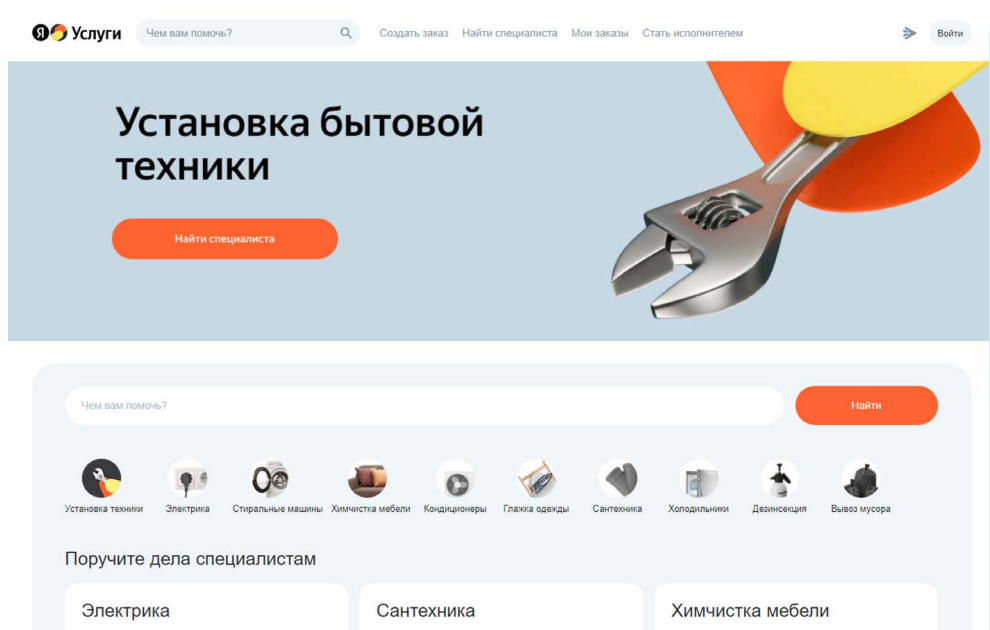 Я Услуги
Чем вам помочь?
Создать заказ
Найти специалиста
Мои заказы
Стать исполнителем
Войти
Установка бытовой
техники
Найти специалиста
Чем вам помочь?
Найти
Установка техники
Электрика
Стиральные машины
Химчистка мебели
Кондиционеры
Глажка одежды
Сантехника
Холодильники
Дезинсекция
Вывоз мусора
Поручите дела специалистам
Электрика
Сантехника
Химчистка мебели